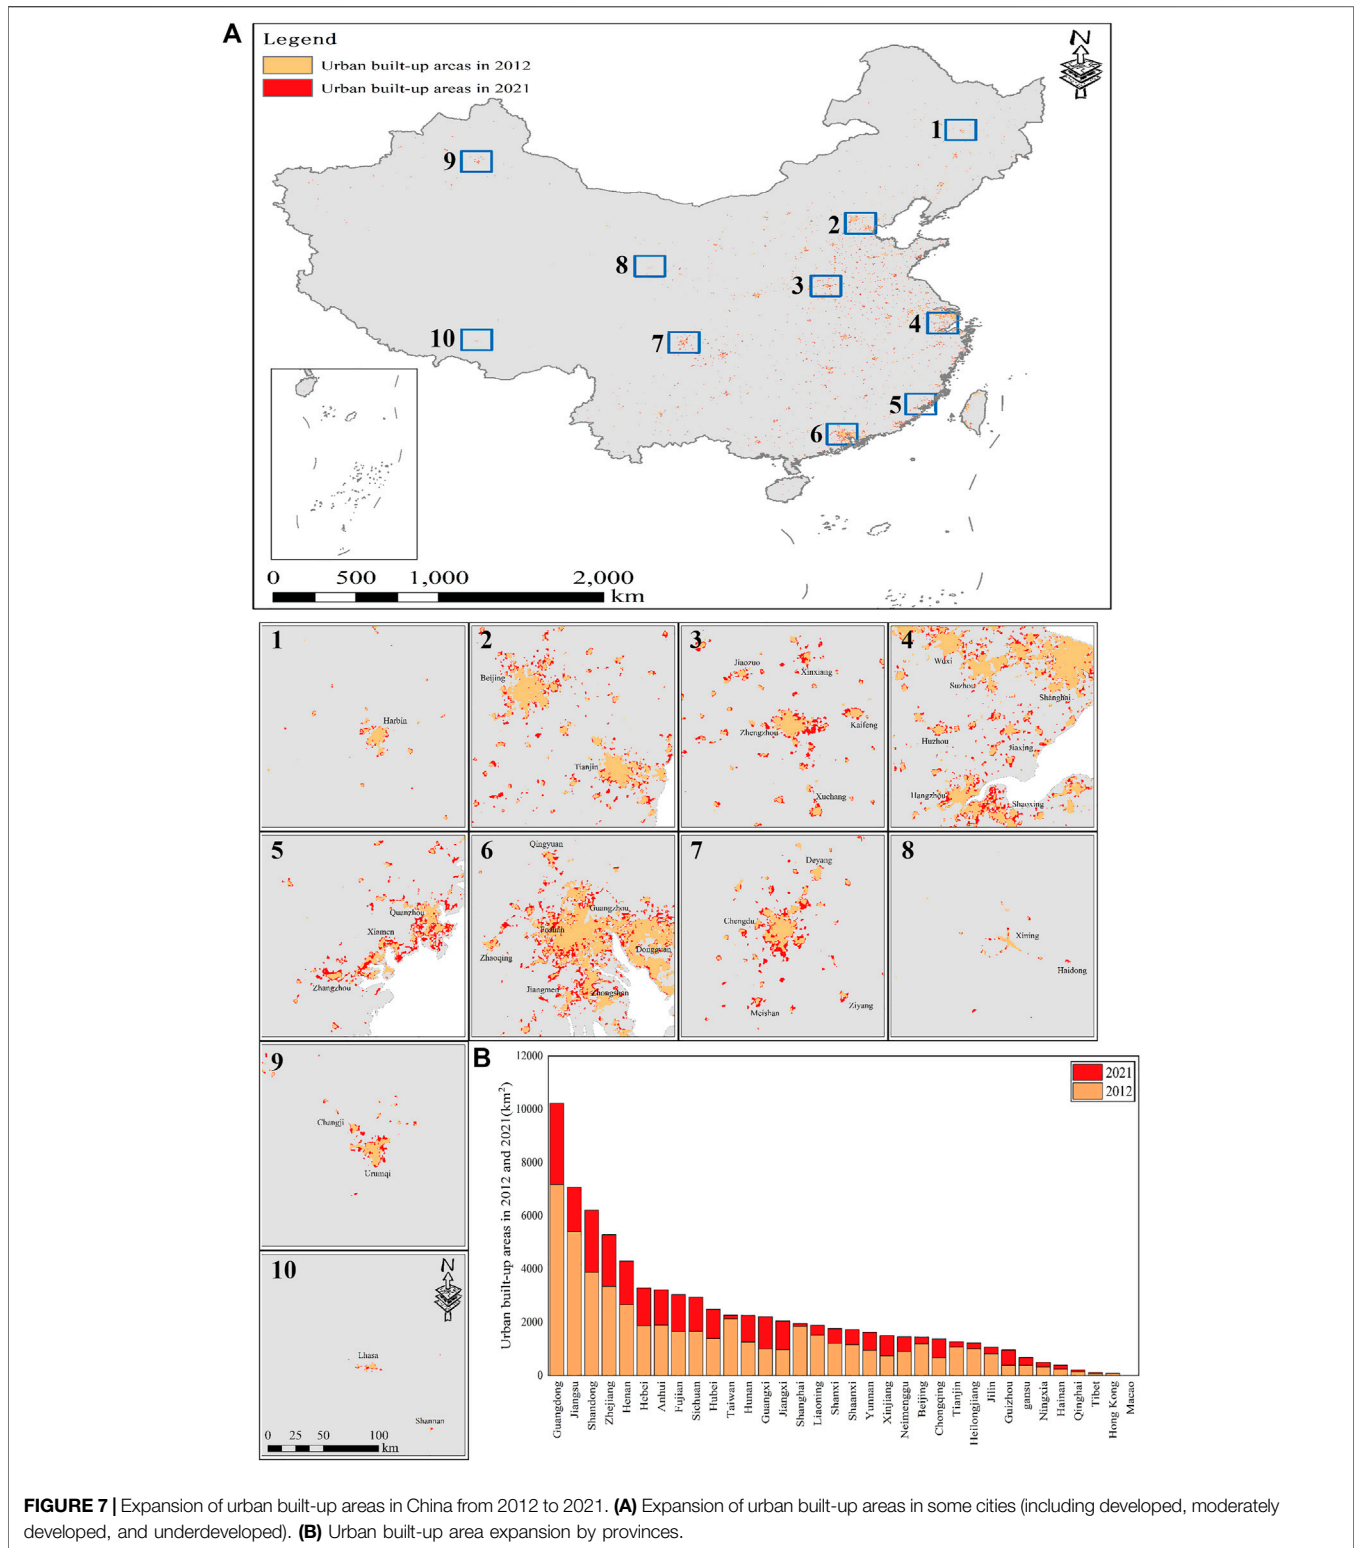 A
Legend
Urban built-up areas in 2012
Urban built-up areas in 2021
N
1
2
3
4
5
6
7
8
9
10
0 500 1,000 2,000
km
1
Harbin
2
Beijing
Tianjin
3
Jiaozuo
Xinxiang
Zhengzhou
Kaifeng
Xuchang
4
Wuxi
Suzhou
Shanghai
Huzhou
Jiaxing
Hangzhou
Shaoxing
5
Quanzhou
Xinmen
Zhangzhou
6
Qingyuan
Guangzhou
Foshan
Zhaoqing
Dongguan
Jiangmen
Zhongshan
7
Deyang
Chengdu
Meishan
Ziyang
8
Xining
Haidong
9
Changji
Urumqi
10
N
Lhasa
Shannan
0 25 50 100
km
B
Urban built-up areas in 2012 and 2021(km²)
12000
10000
8000
6000
4000
2000
0
2021
2012
Guangdong
Jiangsu
Shandong
Zhejiang
Henan
Hebei
Anhui
Fujian
Sichuan
Hubei
Taiwan
Hunan
Guangxi
Jiangxi
Shanghai
Liaoning
Shanxi
Shaanxi
Yunnan
Xinjiang
Neimenggu
Beijing
Chongqing
Tianjin
Heilongjiang
Jilin
Guizhou
gansu
Ningxia
Hainan
Qinghai
Tibet
Hong Kong
Macao
FIGURE 7 | Expansion of urban built-up areas in China from 2012 to 2021. (A) Expansion of urban built-up areas in some cities (including developed, moderately
developed, and underdeveloped). (B) Urban built-up area expansion by provinces.